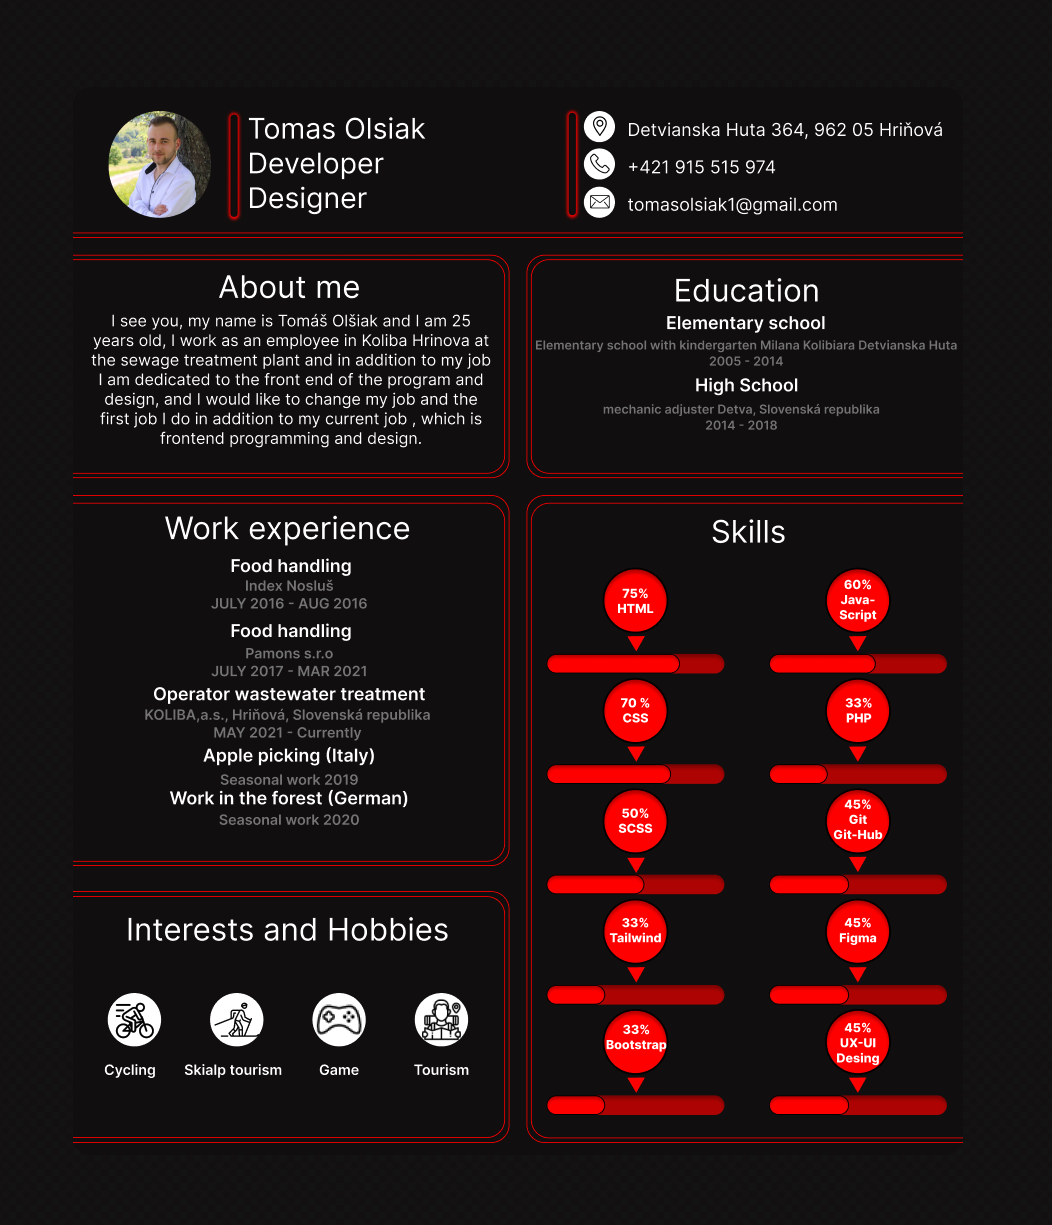 Tomas Olsiak
Developer
Designer
Detvianska Huta 364, 962 05 Hriňová
+421 915 515 974
tomasolsiak1@gmail.com
About me
I see you, my name is Tomáš Olšiak and I am 25
years old, I work as an employee in Koliba Hrinova at
the sewage treatment plant and in addition to my job
I am dedicated to the front end of the program and
design, and I would like to change my job and the
first job I do in addition to my current job , which is
frontend programming and design.
Education
Elementary school
Elementary school with kindergarten Milana Kolibiara Detvianska Huta
2005 - 2014
High School
mechanic adjuster Detva, Slovenská republika
2014 - 2018
Work experience
Food handling
Index Nosluš
JULY 2016 - AUG 2016
Food handling
Pamons s.r.o
JULY 2017 - MAR 2021
Operator wastewater treatment
KOLIBA,a.s., Hriňová, Slovenská republika
MAY 2021 - Currently
Apple picking (Italy)
Seasonal work 2019
Work in the forest (German)
Seasonal work 2020
Skills
75%
HTML
60%
Java-
Script
70 %
CSS
33%
PHP
50%
SCSS
45%
Git
Git-Hub
33%
Tailwind
45%
Figma
33%
Bootstrap
45%
UX-UI
Desing
Interests and Hobbies
Cycling
Skialp tourism
Game
Tourism